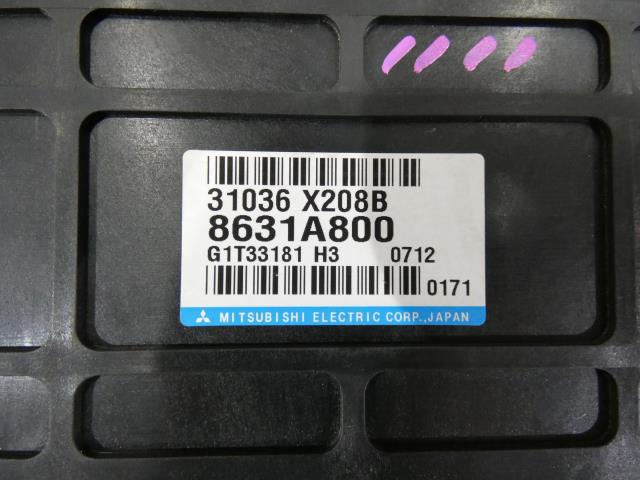 31036 X208B
8631A800
G1T33181 H3 0712
0171
MITSUBISHI ELECTRIC CORP.,JAPAN